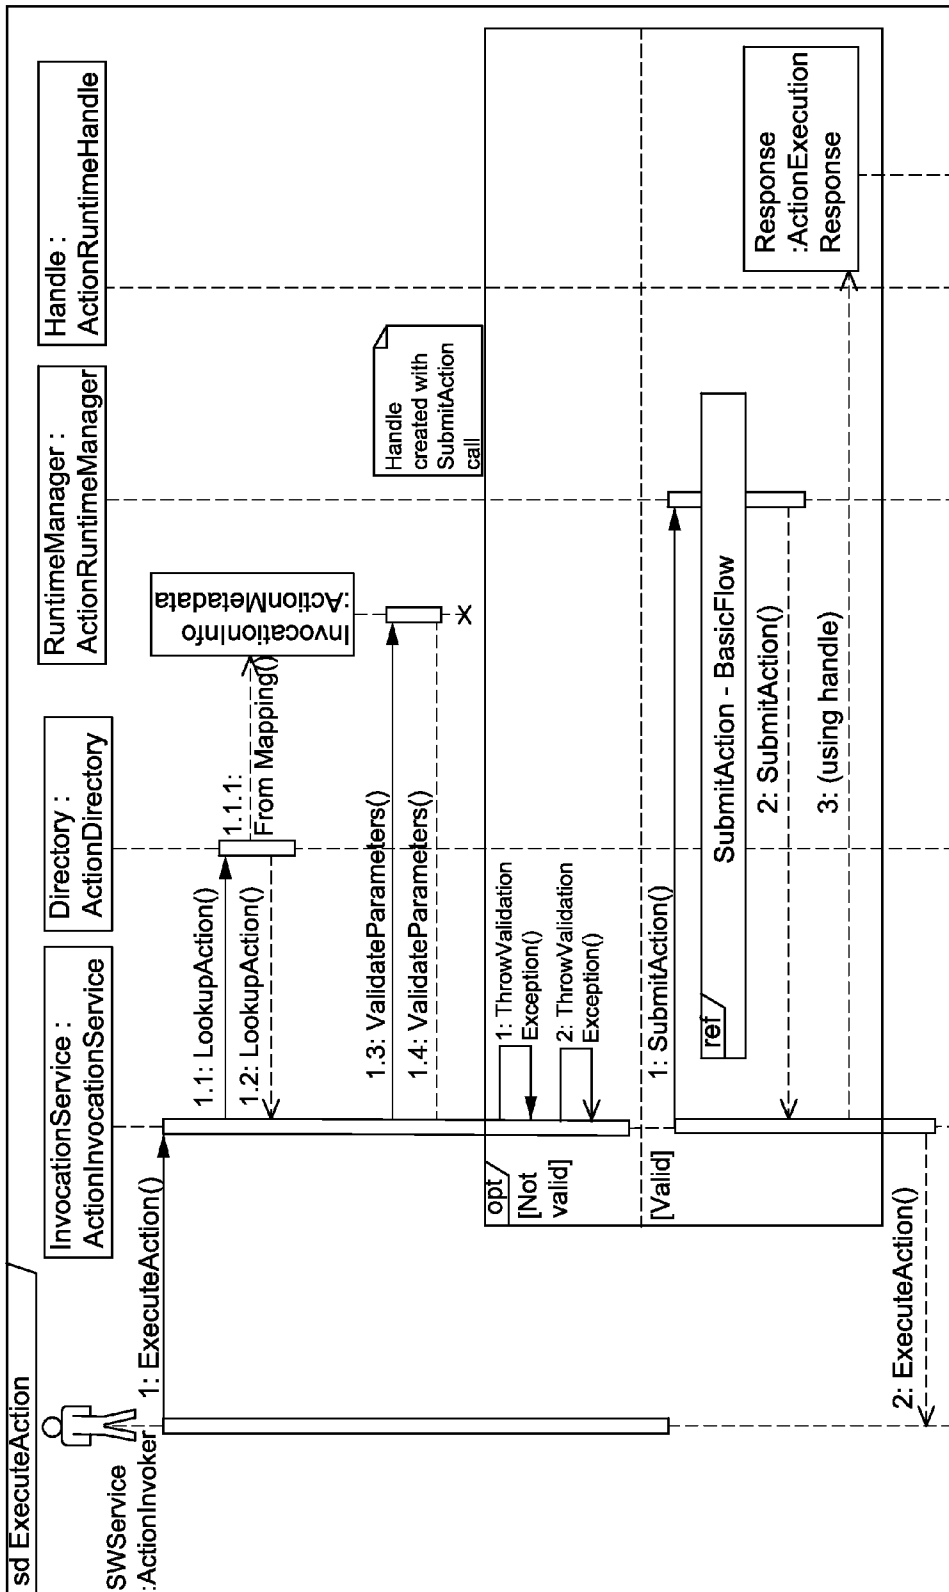 sd ExecuteAction
SWService
:ActionInvoker
InvocationService :
ActionInvocationService
Directory :
ActionDirectory
RuntimeManager :
ActionRuntimeManager
Handle :
ActionRuntimeHandle
1: ExecuteAction()
1.1: LookupAction()
1.1.1:
From Mapping()
InvocationInfo
:ActionMetadata
1.2: LookupAction()
1.3: ValidateParameters()
1.4: ValidateParameters()
X
Handle
created with
SubmitAction
call
opt
[Not
valid]
1: ThrowValidation
Exception()
2: ThrowValidation
Exception()
[Valid]
1: SubmitAction()
ref
SubmitAction - BasicFlow
2: SubmitAction()
3: (using handle)
Response
:ActionExecution
Response
2: ExecuteAction()